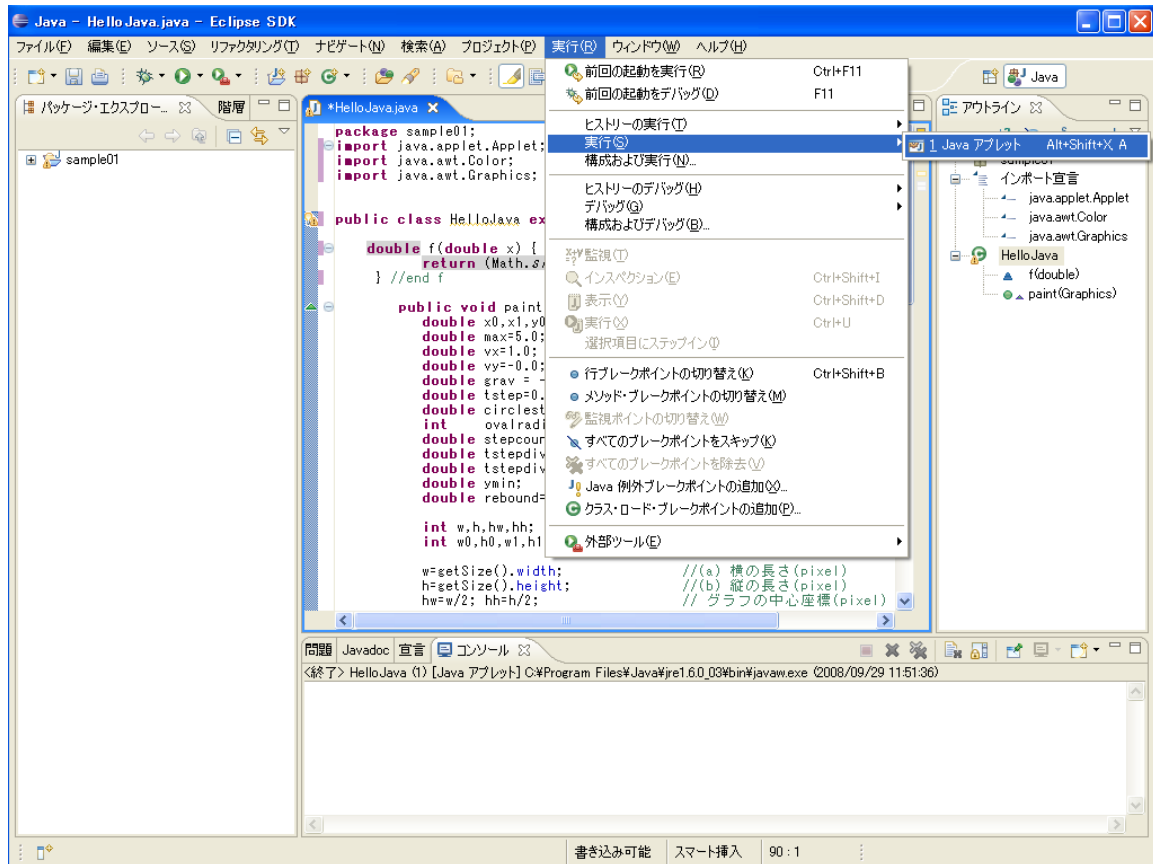 Java - HelloJava.java - Eclipse SDK
ファイル(F) 編集(E) ソース(S) リファクタリング(T) ナビゲート(N) 検索(A) プロジェクト(P) 実行(R) ウィンドウ(W) ヘルプ(H)
Java
パッケージ・エクスプロー... 階層
sample01
*HelloJava.java
package sample01;
import java.applet.Applet;
import java.awt.Color;
import java.awt.Graphics;
public class HelloJava ex
double f(double x) {
return (Math.s
} //end f
public void paint
double x0,x1,y0
double max=5.0;
double vx=1.0;
double vy=-0.0;
double grav = -
double tstep=0.
double circlest
int ovalradi
double stepcoun
double tstepdiv
double tstepdiv
double ymin;
double rebound=
int w,h,hw,hh;
int w0,h0,w1,h1
w=getSize().width; //(a) 横の長さ(pixel)
h=getSize().height; //(b) 縦の長さ(pixel)
hw=w/2; hh=h/2; // グラフの中心座標(pixel)
前回の起動を実行(R) Ctrl+F11
前回の起動をデバッグ(D) F11
ヒストリーの実行(T)
実行(S)
構成および実行(N)...
ヒストリーのデバッグ(H)
デバッグ(G)
構成およびデバッグ(B)...
監視(T)
インスペクション(E) Ctrl+Shift+I
表示(Y) Ctrl+Shift+D
実行(X) Ctrl+U
選択項目にステップイン(I)
行ブレークポイントの切り替え(K) Ctrl+Shift+B
メソッド・ブレークポイントの切り替え(M)
監視ポイントの切り替え(W)
すべてのブレークポイントをスキップ(K)
すべてのブレークポイントを除去(V)
Java 例外ブレークポイントの追加(X)...
クラス・ロード・ブレークポイントの追加(P)...
外部ツール(E)
1 Java アプレット Alt+Shift+X, A
アウトライン
sample01
インポート宣言
java.applet.Applet
java.awt.Color
java.awt.Graphics
HelloJava
f(double)
paint(Graphics)
問題 Javadoc 宣言 コンソール
<終了> HelloJava (1) [Java アプレット] C:¥Program Files¥Java¥jre1.6.0_03¥bin¥javaw.exe (2008/09/29 11:51:36)
書き込み可能 スマート挿入 90 : 1